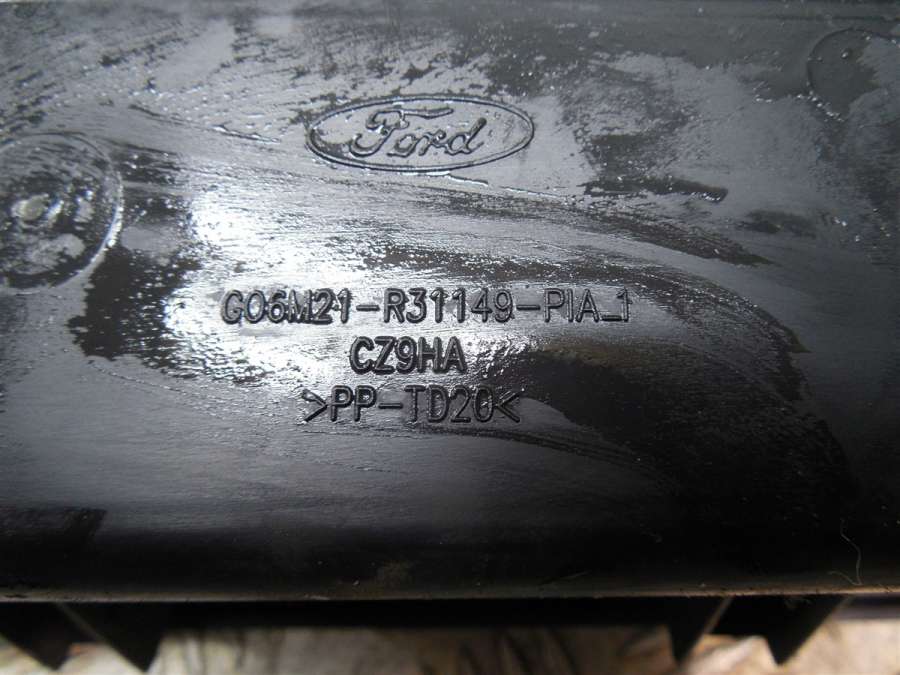 Ford
G06M21-R31149-PIA_1
CZ9HA
>PP-TD20<